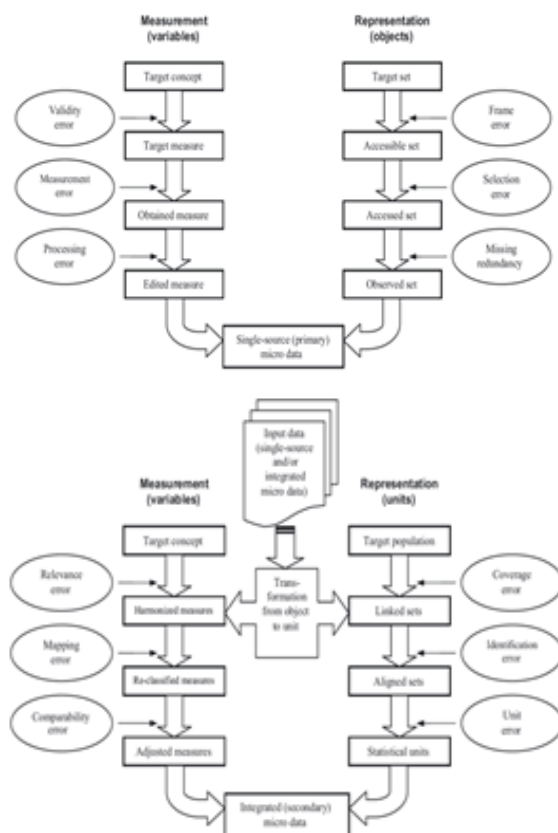 Measurement
(variables)
Representation
(objects)
Target concept
Target set
Validity
error
Frame
error
Target measure
Accessible set
Measurement
error
Selection
error
Obtained measure
Accessed set
Processing
error
Missing
redundancy
Edited measure
Observed set
Single-source (primary)
micro data
Input data
(single-source
and/or
integrated
micro data)
Measurement
(variables)
Representation
(units)
Target concept
Target population
Relevance
error
Coverage
error
Trans-
formation
from object
to unit
Harmonized measures
Linked sets
Mapping
error
Identification
error
Re-classified measures
Aligned sets
Comparability
error
Unit
error
Adjusted measures
Statistical units
Integrated (secondary)
micro data